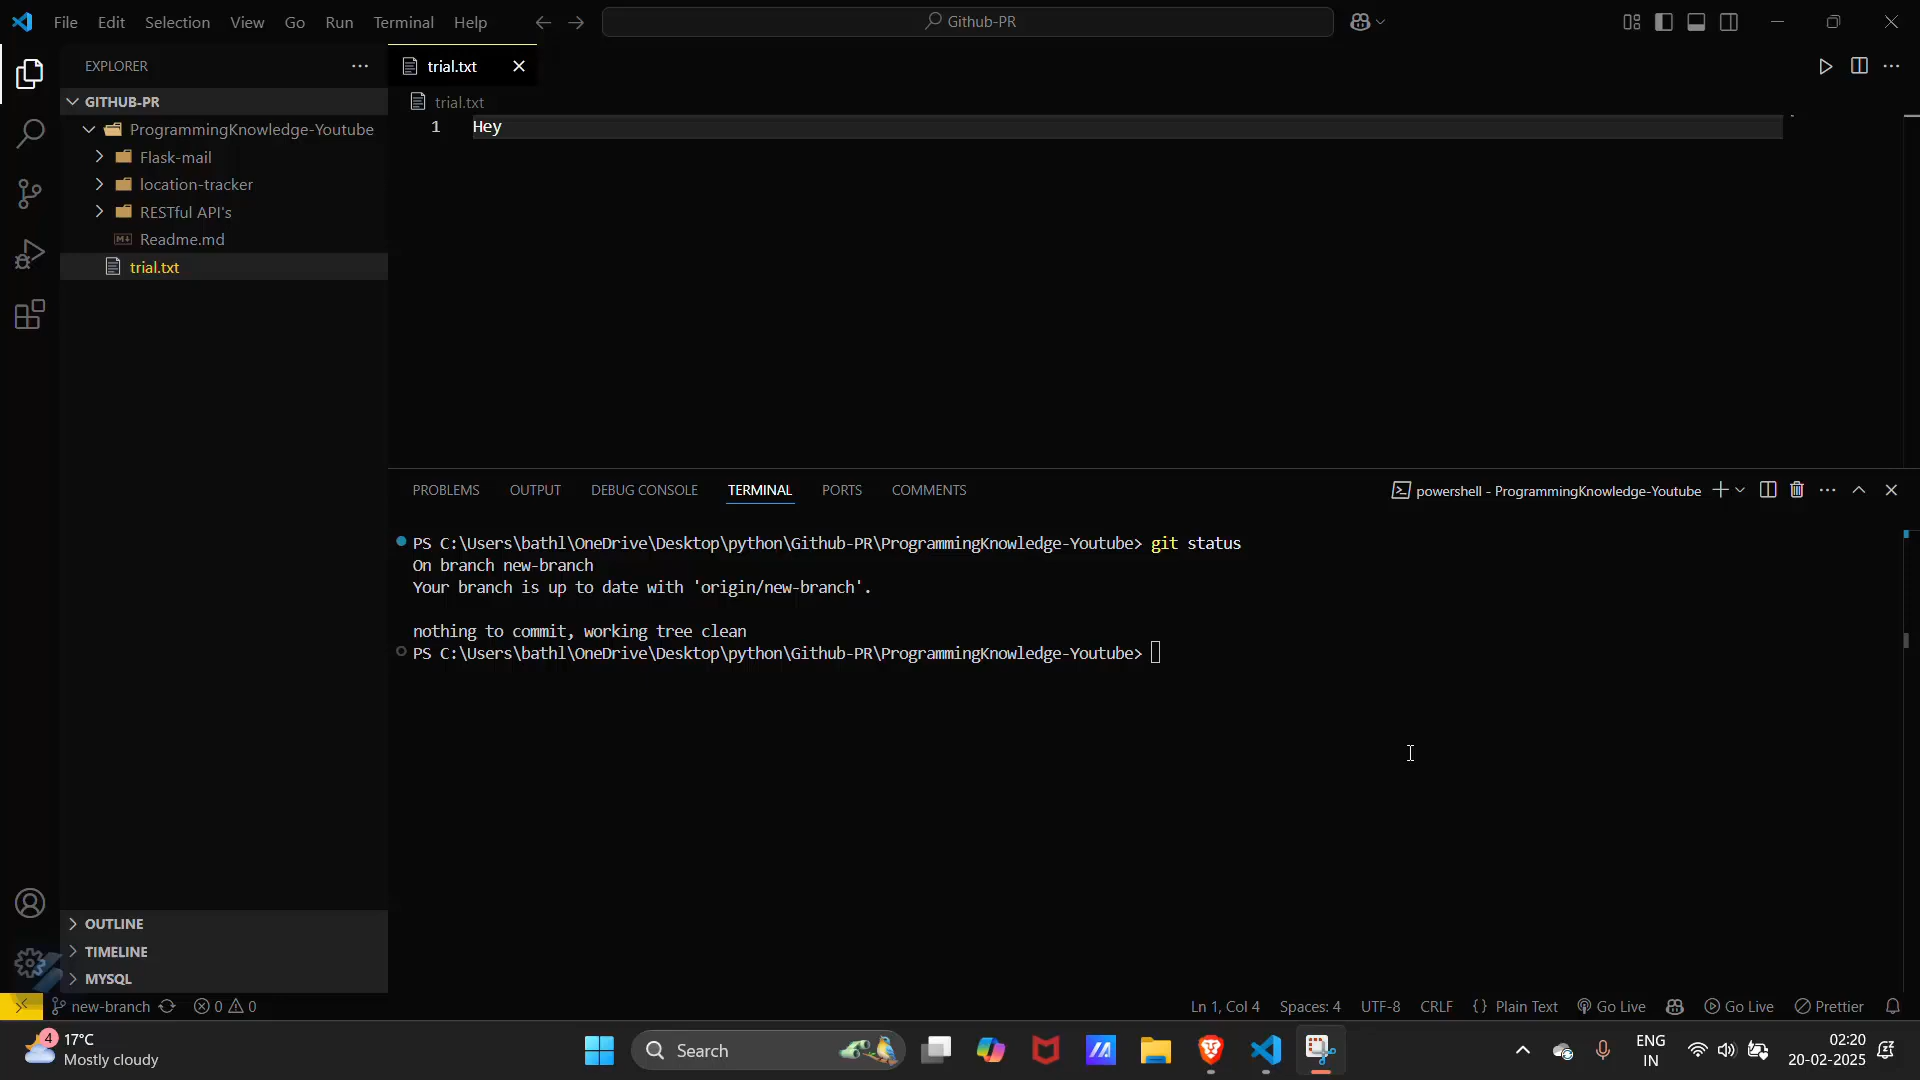 File Edit Selection View Go Run Terminal Help
Github-PR
EXPLORER
GITHUB-PR
ProgrammingKnowledge-Youtube
Flask-mail
location-tracker
RESTful API's
Readme.md
trial.txt
OUTLINE
TIMELINE
MYSQL
trial.txt
trial.txt
1 Hey
PROBLEMS OUTPUT DEBUG CONSOLE TERMINAL PORTS COMMENTS
powershell - ProgrammingKnowledge-Youtube
PS C:\Users\bathl\OneDrive\Desktop\python\Github-PR\ProgrammingKnowledge-Youtube> git status
On branch new-branch
Your branch is up to date with 'origin/new-branch'.
nothing to commit, working tree clean
PS C:\Users\bathl\OneDrive\Desktop\python\Github-PR\ProgrammingKnowledge-Youtube>
new-branch 0 0 Ln 1, Col 4 Spaces: 4 UTF-8 CRLF {} Plain Text Go Live Go Live Prettier
4 17°C
Mostly cloudy
Search
ENG
IN
02:20
20-02-2025